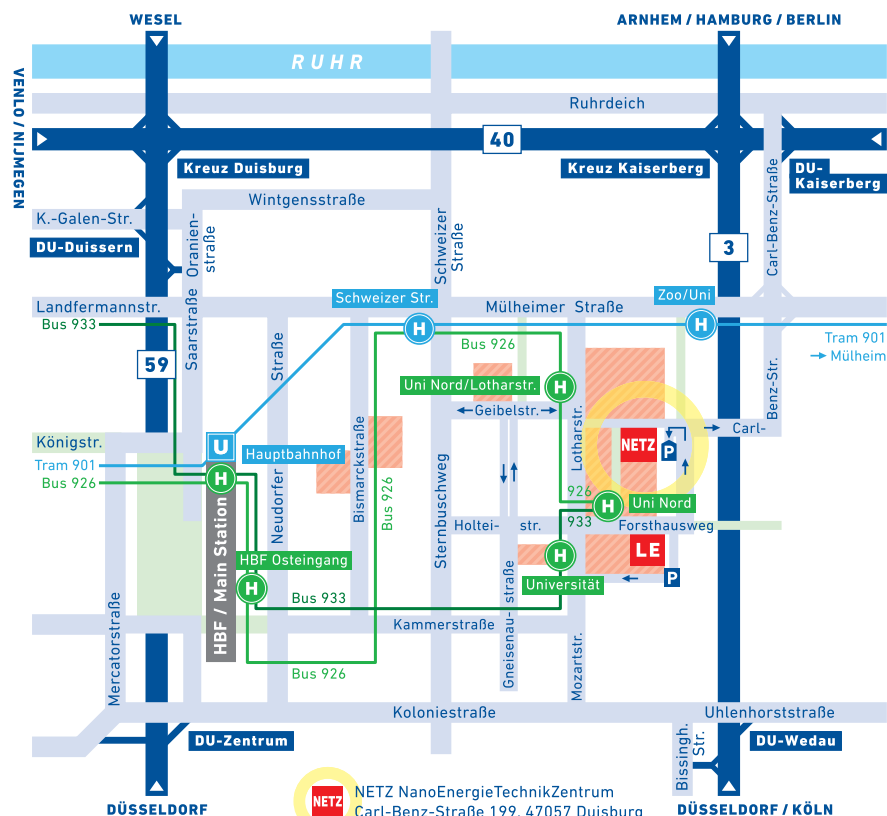 WESEL
ARNHEM / HAMBURG / BERLIN
RUHR
VENLO / NIJMEGEN
Ruhrdeich
40
Kreuz Duisburg
Kreuz Kaiserberg
DU-
Kaiserberg
Wintgensstraße
K.-Galen-Str.
Oranien-
straße
Schweizer
Straße
Carl-Benz-Straße
DU-Duissern
3
Schweizer Str.
Zoo/Uni
Landfermannstr.
Mülheimer Straße
Bus 933
H
H
Saarstraße
Straße
Bus 926
Tram 901
Mülheim
59
Uni Nord/Lotharstr.
H
Benz-Str.
Geibelstr.
Lotharstr.
Carl-
Königstr.
U
Hauptbahnhof
Bismarckstraße
NETZ
P
Tram 901
Bus 926
H
Neudorfer
Bus 926
Sternbuschweg
926
H
Uni Nord
933
Holtei- str.
Forsthausweg
HBF / Main Station
HBF Osteingang
H
H
LE
Universität
P
Gneisenau-
straße
Bus 933
Mercatorstraße
Kammerstraße
Mozartstr.
Bus 926
Koloniestraße
Uhlenhorststraße
Bissingh.
Str.
DU-Zentrum
DU-Wedau
NETZ
NETZ NanoEnergieTechnikZentrum
Carl-Benz-Straße 199, 47057 Duisburg
DÜSSELDORF
DÜSSELDORF / KÖLN